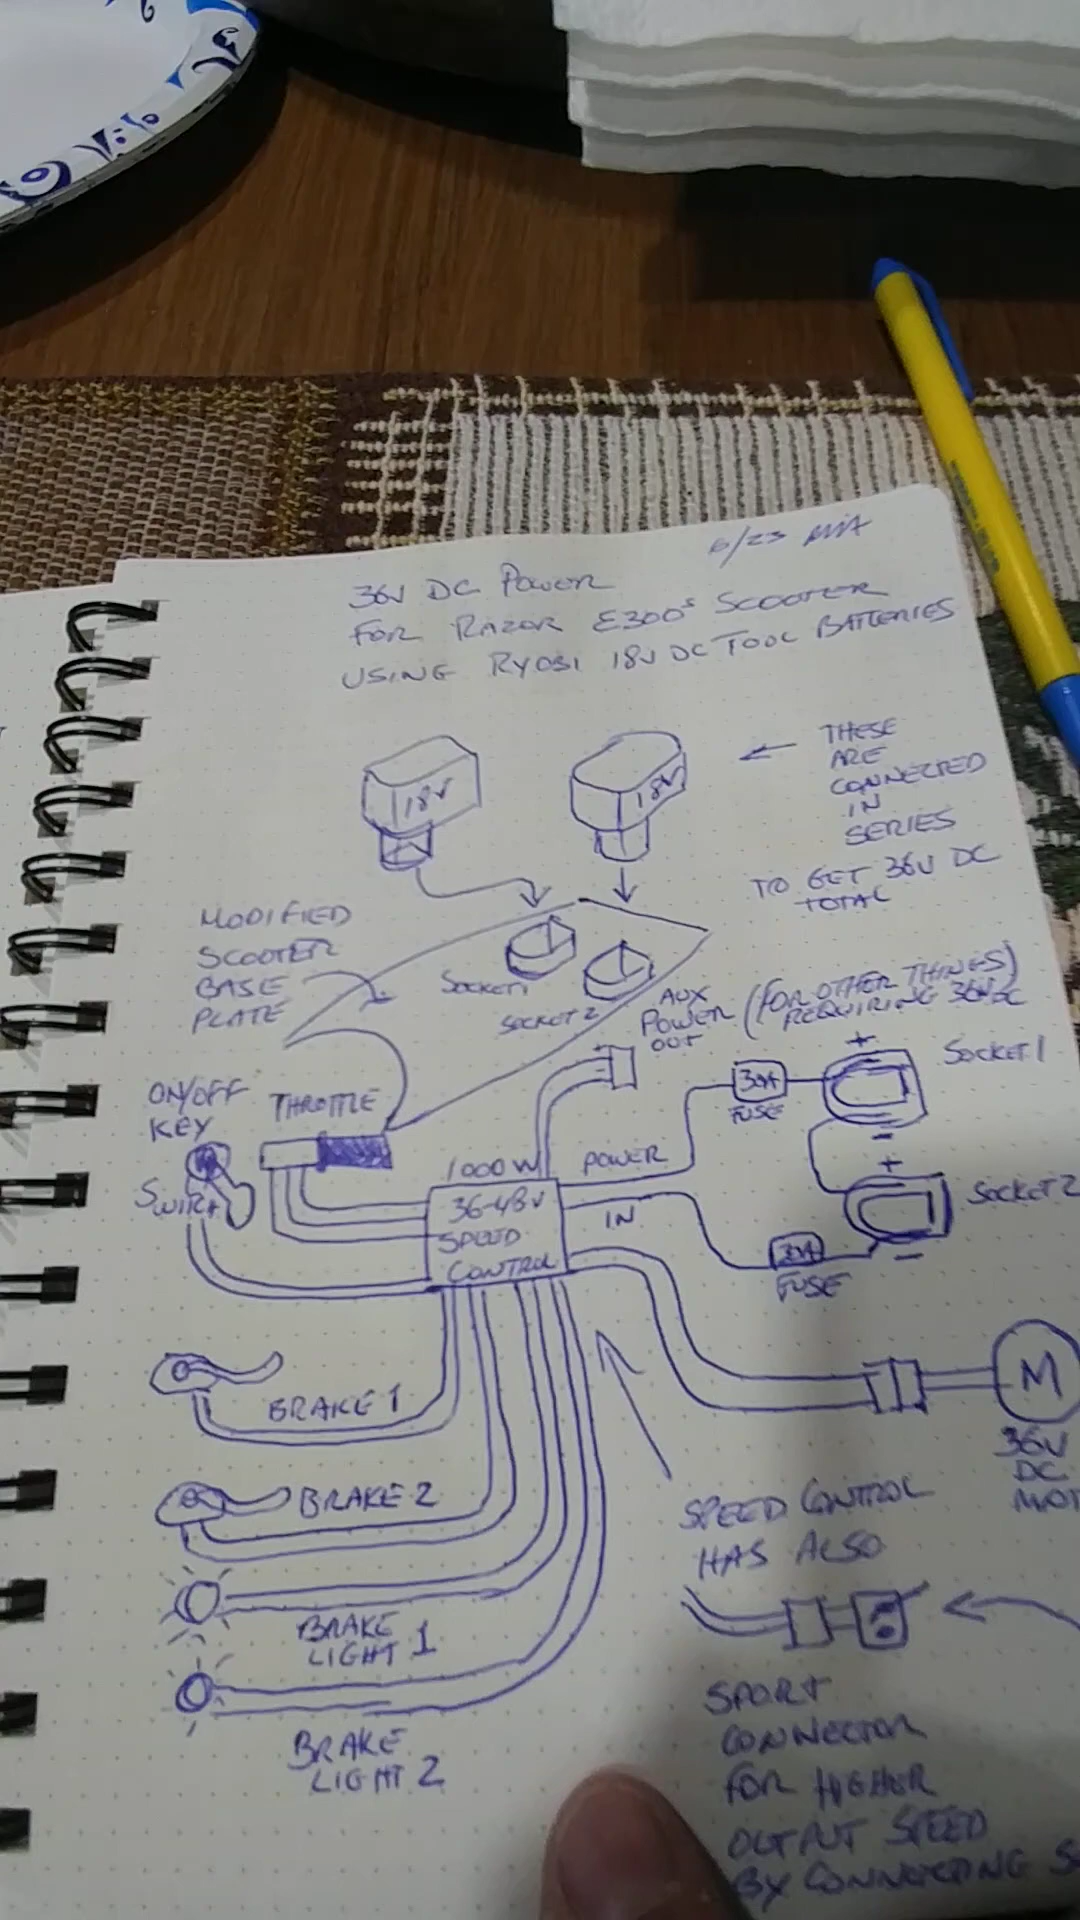 6/23
36V DC POWER
FOR RAZOR E300S SCOOTER
USING RYOBI 18V DC TOOL BATTERIES
18V
18V
THESE
ARE
CONNECTED
IN
SERIES
TO GET 36V DC
TOTAL
MODIFIED
SCOOTER
BASE
PLATE
SOCKET 1
SOCKET 2
AUX
POWER
OUT
(FOR OTHER THINGS)
REQUIRING 36VDC
ON/OFF
KEY
SWITCH
THROTTLE
1000W
36-48V
SPEED
CONTROL
POWER
IN
30A
FUSE
+
-
SOCKET 1
+
-
SOCKET 2
30A
FUSE
M
36V
DC
MOT
BRAKE 1
BRAKE 2
BRAKE
LIGHT 1
BRAKE
LIGHT 2
SPEED CONTROL
HAS ALSO
SPORT
CONNECTOR
FOR HIGHER
OUTPUT SPEED
BY CONNECTING